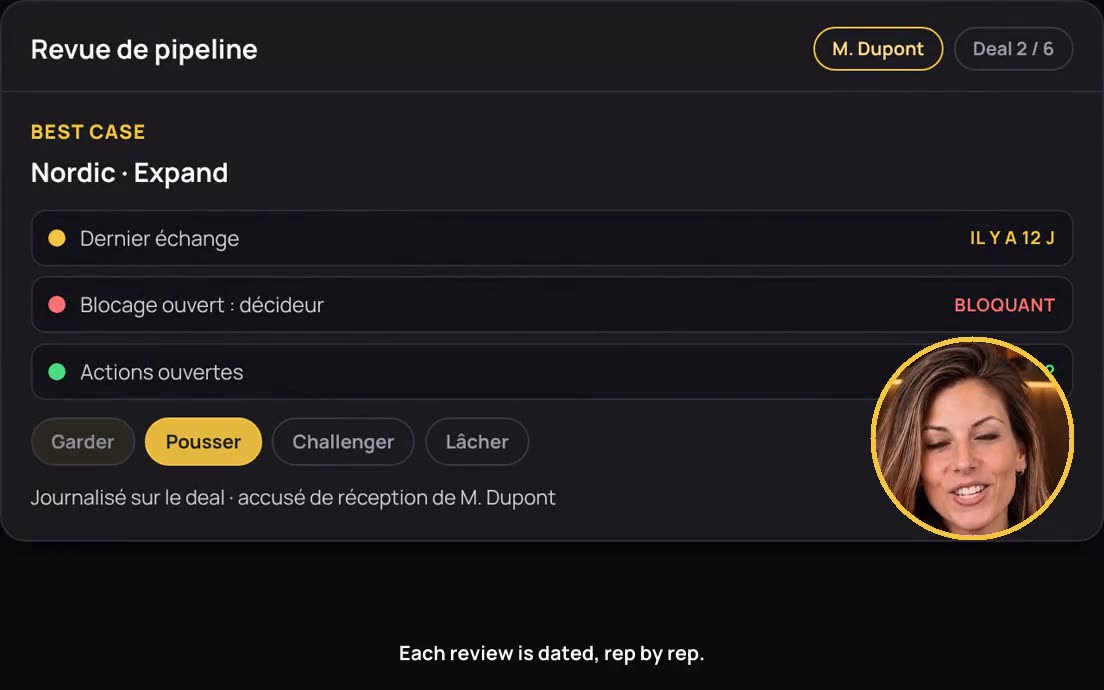 Revue de pipeline
M. Dupont
Deal 2 / 6
BEST CASE
Nordic · Expand
Dernier échange
IL Y A 12 J
Blocage ouvert : décideur
BLOQUANT
Actions ouvertes
Garder
Pousser
Challenger
Lâcher
Journalisé sur le deal · accusé de réception de M. Dupont
Each review is dated, rep by rep.